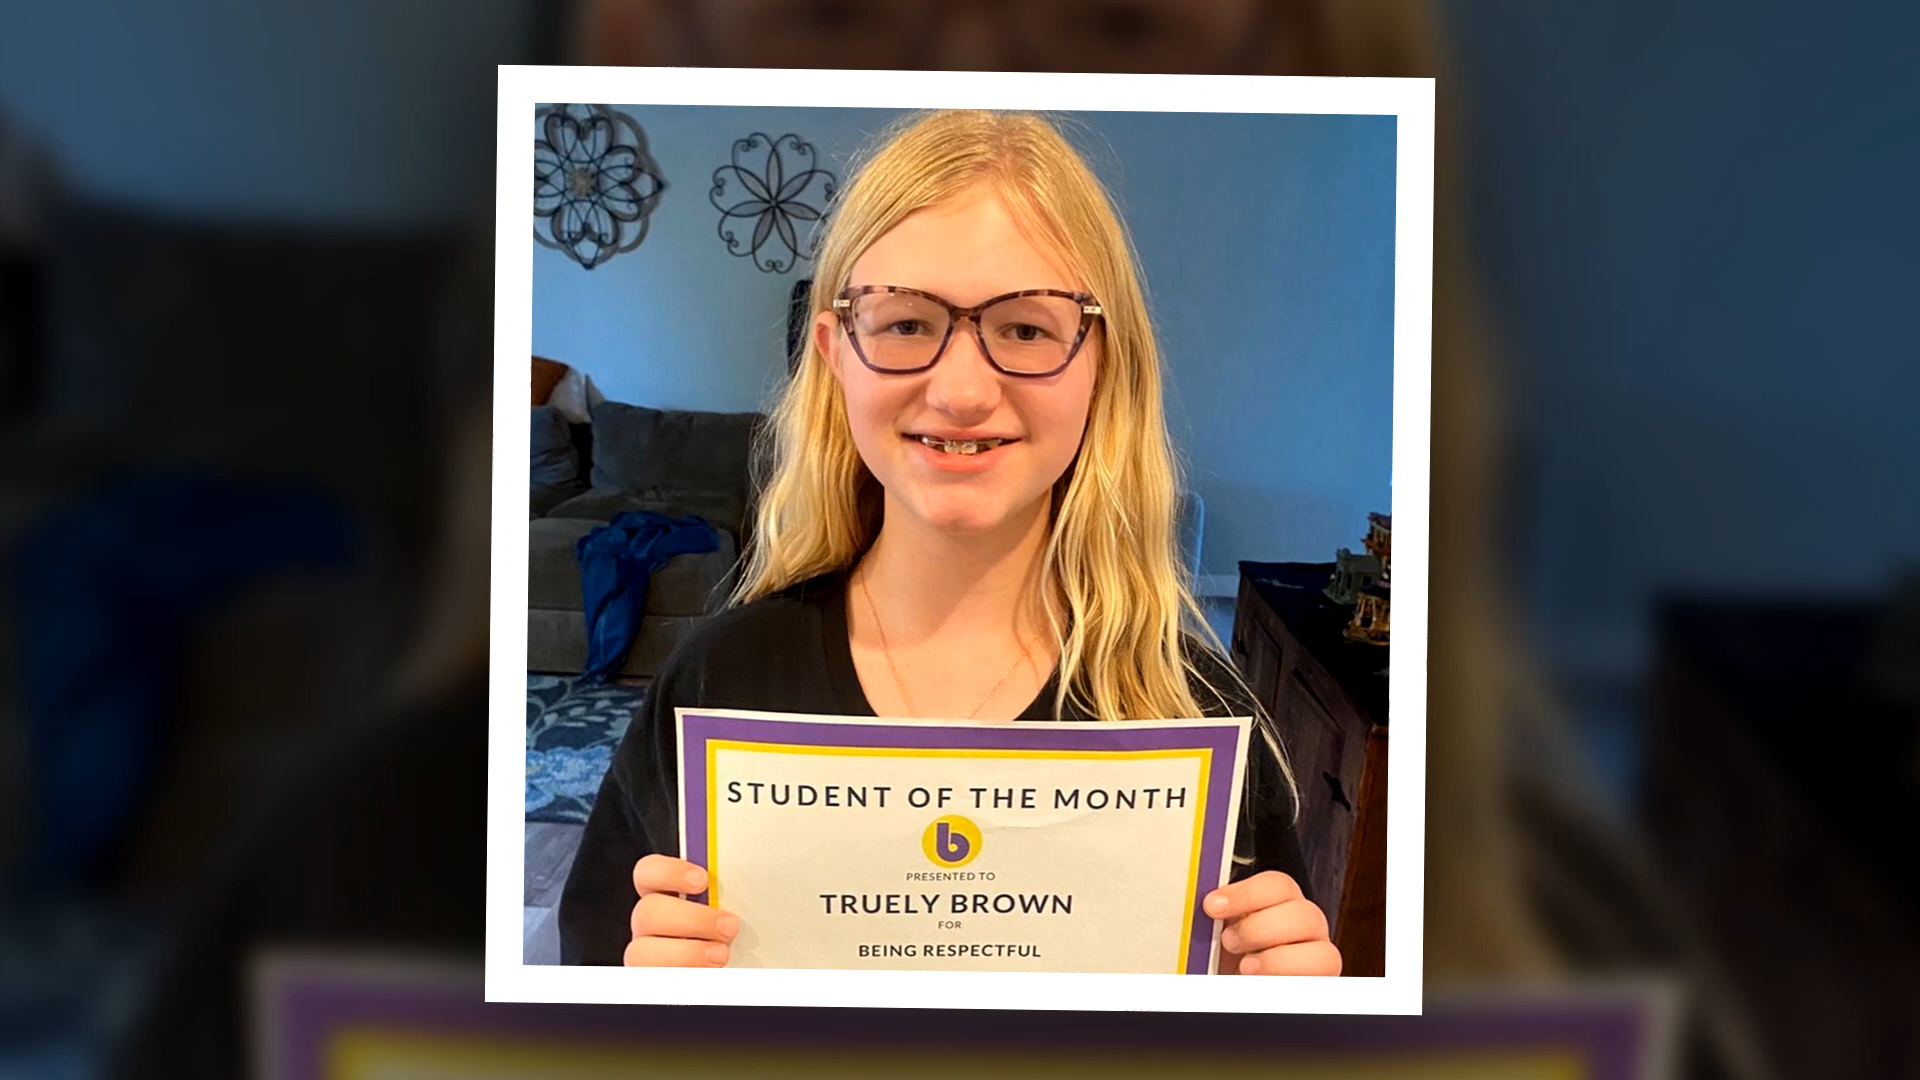 STUDENT OF THE MONTH
b
PRESENTED TO
TRUELY BROWN
FOR
BEING RESPECTFUL